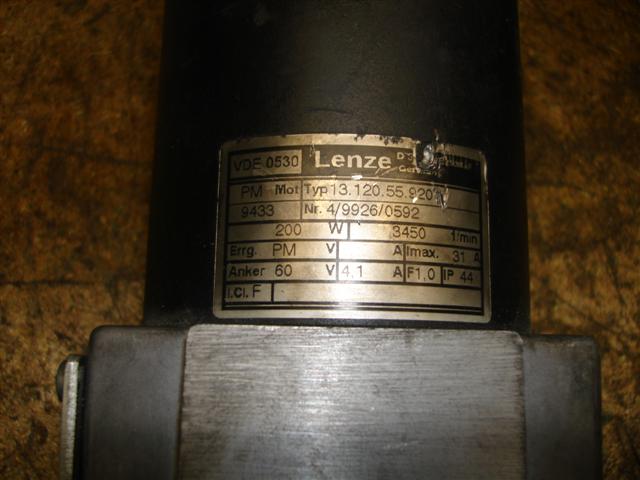 VDE 0530 Lenze
PM Mot Typ 13.120.55.920
9433 Nr. 4/9926/0592
200 W 3450 1/min
Errg. PM V A Imax. 31 A
Anker 60 V 4,1 A F1,0 IP 44
I.Cl. F